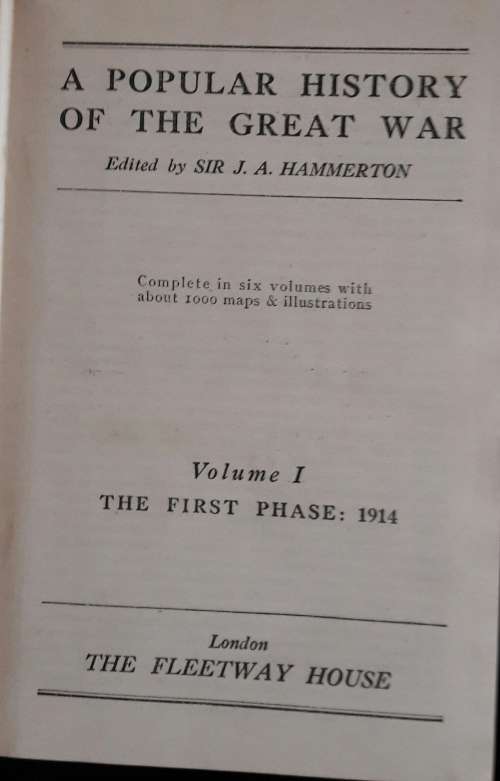 A POPULAR HISTORY
OF THE GREAT WAR
Edited by SIR J. A. HAMMERTON
Complete in six volumes with
about 1000 maps & illustrations
Volume I
THE FIRST PHASE: 1914
London
THE FLEETWAY HOUSE